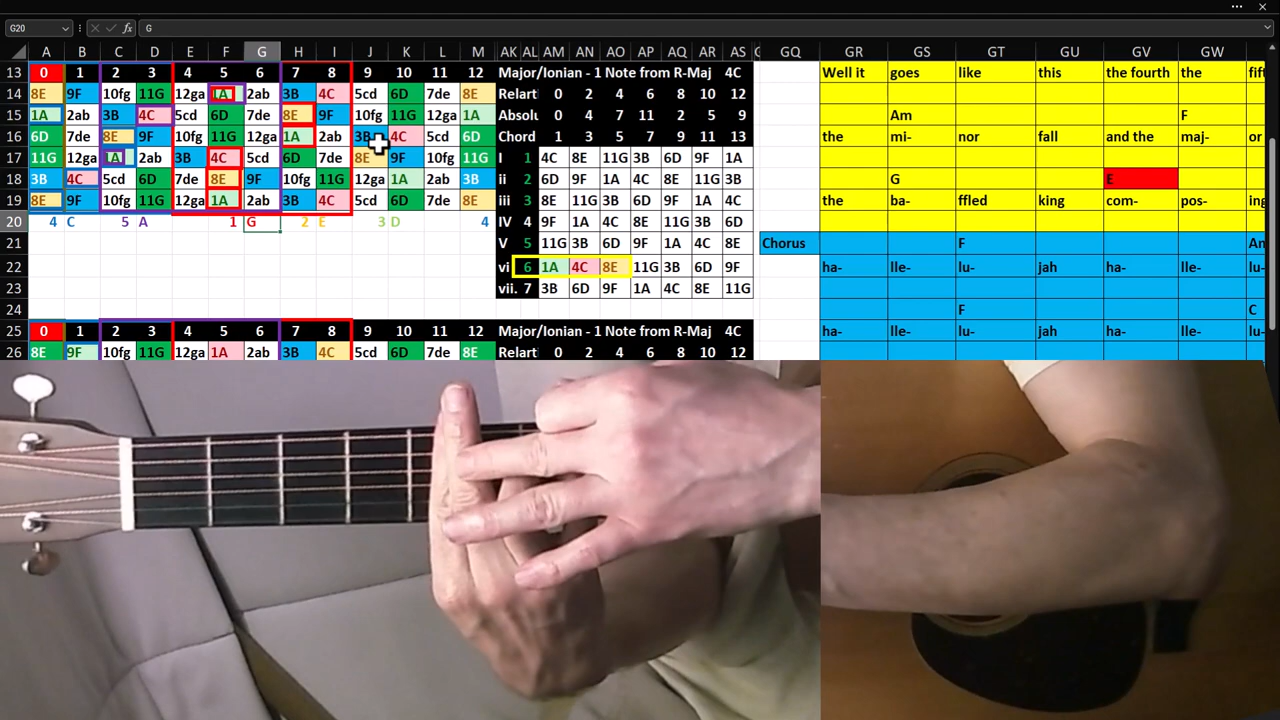 G20 fx G
A B C D E F G H I J K L M AK AL AM AN AO AP AQ AR AS GQ GR GS GT GU GV GW
13 0 1 2 3 4 5 6 7 8 9 10 11 12 Major/Ionian - 1 Note from R-Maj 4C Well it goes like this the fourth the
14 8E 9F 10fg 11G 12ga 1A 2ab 3B 4C 5cd 6D 7de 8E Relart 0 2 4 6 8 10 12
15 1A 2ab 3B 4C 5cd 6D 7de 8E 9F 10fg 11G 12ga 1A Absolu 0 4 7 11 2 5 9 Am F
16 6D 7de 8E 9F 10fg 11G 12ga 1A 2ab 3B 4C 5cd 6D Chord 1 3 5 7 9 11 13 the mi- nor fall and the maj- or
17 11G 12ga 1A 2ab 3B 4C 5cd 6D 7de 8E 9F 10fg 11G I 1 4C 8E 11G 3B 6D 9F 1A
18 3B 4C 5cd 6D 7de 8E 9F 10fg 11G 12ga 1A 2ab 3B ii 2 6D 9F 1A 4C 8E 11G 3B G E
19 8E 9F 10fg 11G 12ga 1A 2ab 3B 4C 5cd 6D 7de 8E iii 3 8E 11G 3B 6D 9F 1A 4C the ba- ffled king com- pos- ing
20 4 C 5 A 1 G 2 E 3 D 4 IV 4 9F 1A 4C 8E 11G 3B 6D
21 V 5 11G 3B 6D 9F 1A 4C 8E Chorus F
22 vi 6 1A 4C 8E 11G 3B 6D 9F ha- lle- lu- jah ha- lle- lu-
23 vii. 7 3B 6D 9F 1A 4C 8E 11G
24 F C
25 0 1 2 3 4 5 6 7 8 9 10 11 12 Major/Ionian - 1 Note from R-Maj 4C ha- lle- lu- jah ha- lle- lu-
26 8E 9F 10fg 11G 12ga 1A 2ab 3B 4C 5cd 6D 7de 8E Relart 0 2 4 6 8 10 12